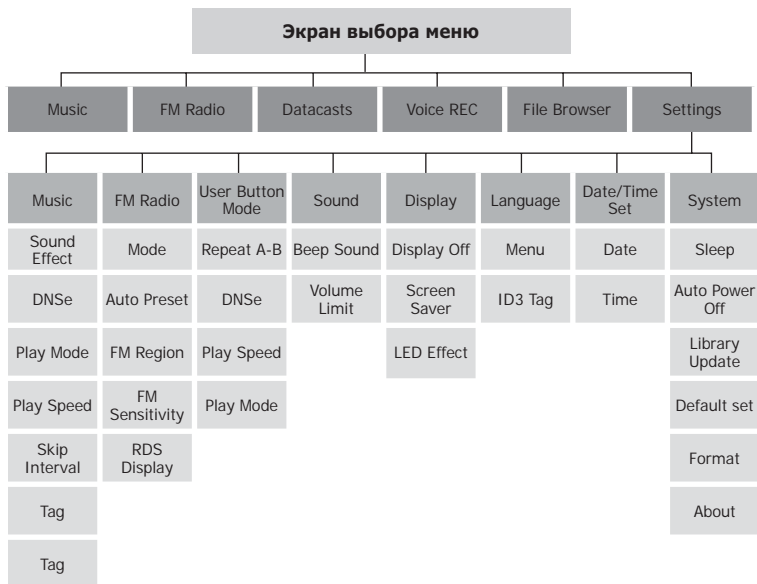 Экран выбора меню
Music
FM Radio
Datacasts
Voice REC
File Browser
Settings
Music
FM Radio
User Button
Mode
Sound
Display
Language
Date/Time
Set
System
Sound
Effect
Mode
Repeat A-B
Beep Sound
Display Off
Menu
Date
Sleep
DNSe
Auto Preset
DNSe
Volume
Limit
Screen
Saver
ID3 Tag
Time
Auto Power
Off
Play Mode
FM Region
Play Speed
LED Effect
Library
Update
Play Speed
FM
Sensitivity
Play Mode
Default set
Skip
Interval
RDS
Display
Format
Tag
About
Tag